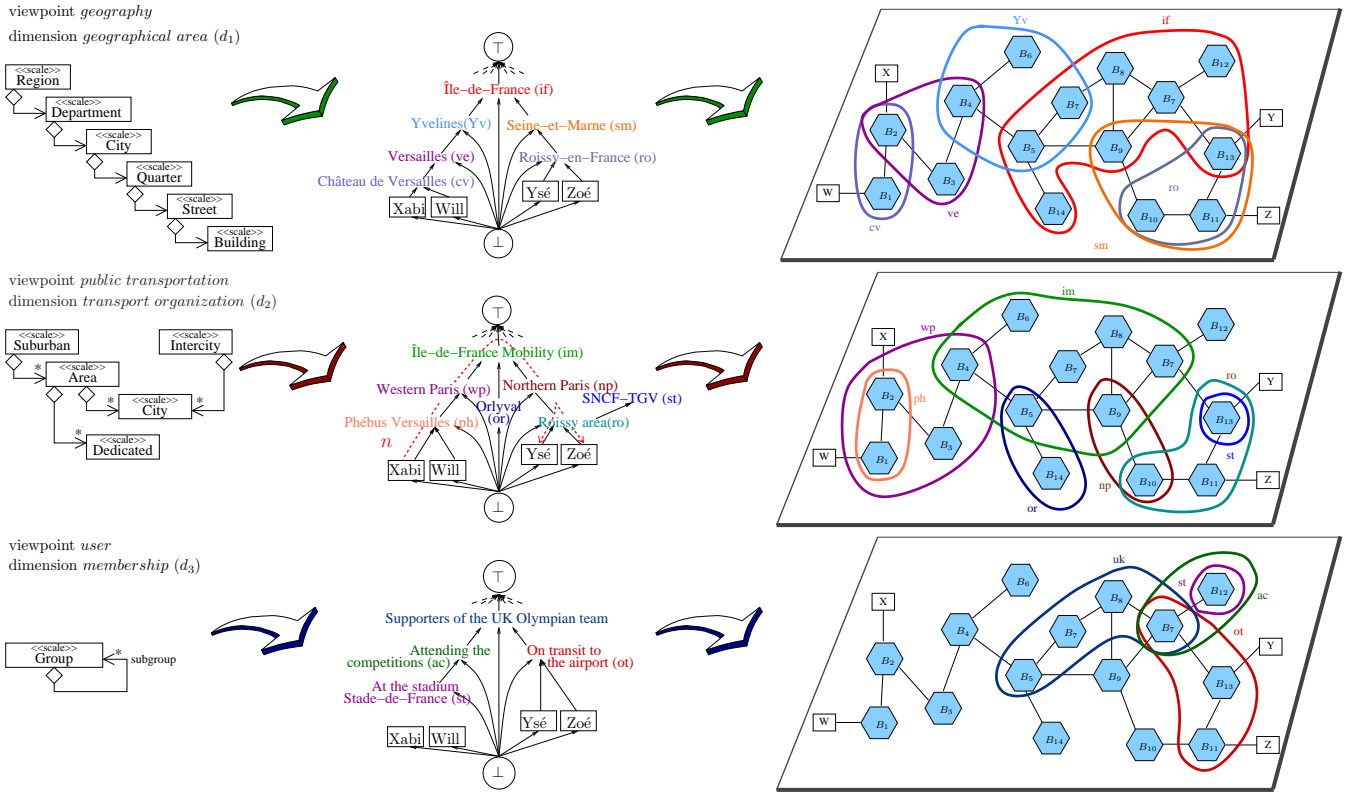 viewpoint geography
dimension geographical area (d1)
<<scale>>
Region
<<scale>>
Department
<<scale>>
City
<<scale>>
Quarter
<<scale>>
Street
<<scale>>
Building
⊤
Île−de−France (if)
Yvelines(Yv)
Seine−et−Marne (sm)
Versailles (ve)
Roissy−en−France (ro)
Château de Versailles (cv)
Xabi
Will
Ysé
Zoé
⊥
Yv
if
X
B6
B8
B12
B4
B7
B7
Y
B2
B5
B9
B13
W
B1
B3
ro
B14
B10
B11
Z
ve
cv
sm
viewpoint public transportation
dimension transport organization (d2)
<<scale>>
Suburban
<<scale>>
Intercity
*
<<scale>>
Area
* *
<<scale>>
City
*
<<scale>>
Dedicated
⊤
Île−de−France Mobility (im)
Western Paris (wp)
Northern Paris (np)
SNCF−TGV (st)
Orlyval
(or)
Phébus Versailles (ph)
Roissy area(ro)
n
Xabi
Will
Ysé
Zoé
⊥
im
wp
X
B6
B8
B12
B4
B7
B7
ro
Y
B2
ph
B5
B9
B13
W
B1
B3
st
B14
np
B10
B11
Z
or
viewpoint user
dimension membership (d3)
<<scale>>
Group
*
subgroup
⊤
Supporters of the UK Olympian team
Attending the
competitions (ac)
On transit to
the airport (ot)
At the stadium
Stade−de−France (st)
Xabi
Will
Ysé
Zoé
⊥
uk
st
ac
X
B6
B8
B12
B4
B7
B7
ot
Y
B2
B5
B9
B13
W
B1
B3
B14
B10
B11
Z